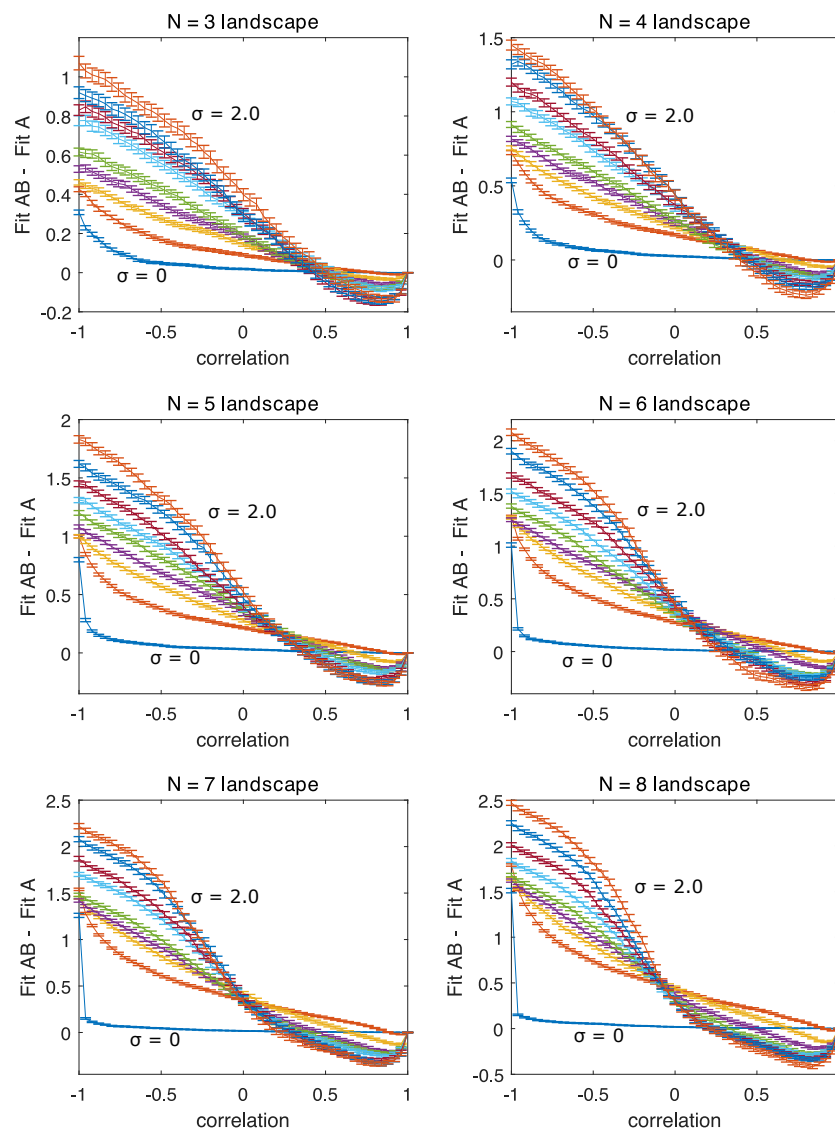 N = 3 landscape
Fit AB - Fit A
1
0.8
0.6
0.4
0.2
0
-0.2
σ = 2.0
σ = 0
-1
-0.5
0
0.5
1
correlation
N = 4 landscape
Fit AB - Fit A
1.5
1
0.5
0
σ = 2.0
σ = 0
-1
-0.5
0
0.5
correlation
N = 5 landscape
Fit AB - Fit A
2
1.5
1
0.5
0
σ = 2.0
σ = 0
-1
-0.5
0
0.5
1
correlation
N = 6 landscape
Fit AB - Fit A
2
1.5
1
0.5
0
σ = 2.0
σ = 0
-1
-0.5
0
0.5
correlation
N = 7 landscape
Fit AB - Fit A
2.5
2
1.5
1
0.5
0
σ = 2.0
σ = 0
-1
-0.5
0
0.5
1
correlation
N = 8 landscape
Fit AB - Fit A
2.5
2
1.5
1
0.5
0
-0.5
σ = 2.0
σ = 0
-1
-0.5
0
0.5
correlation